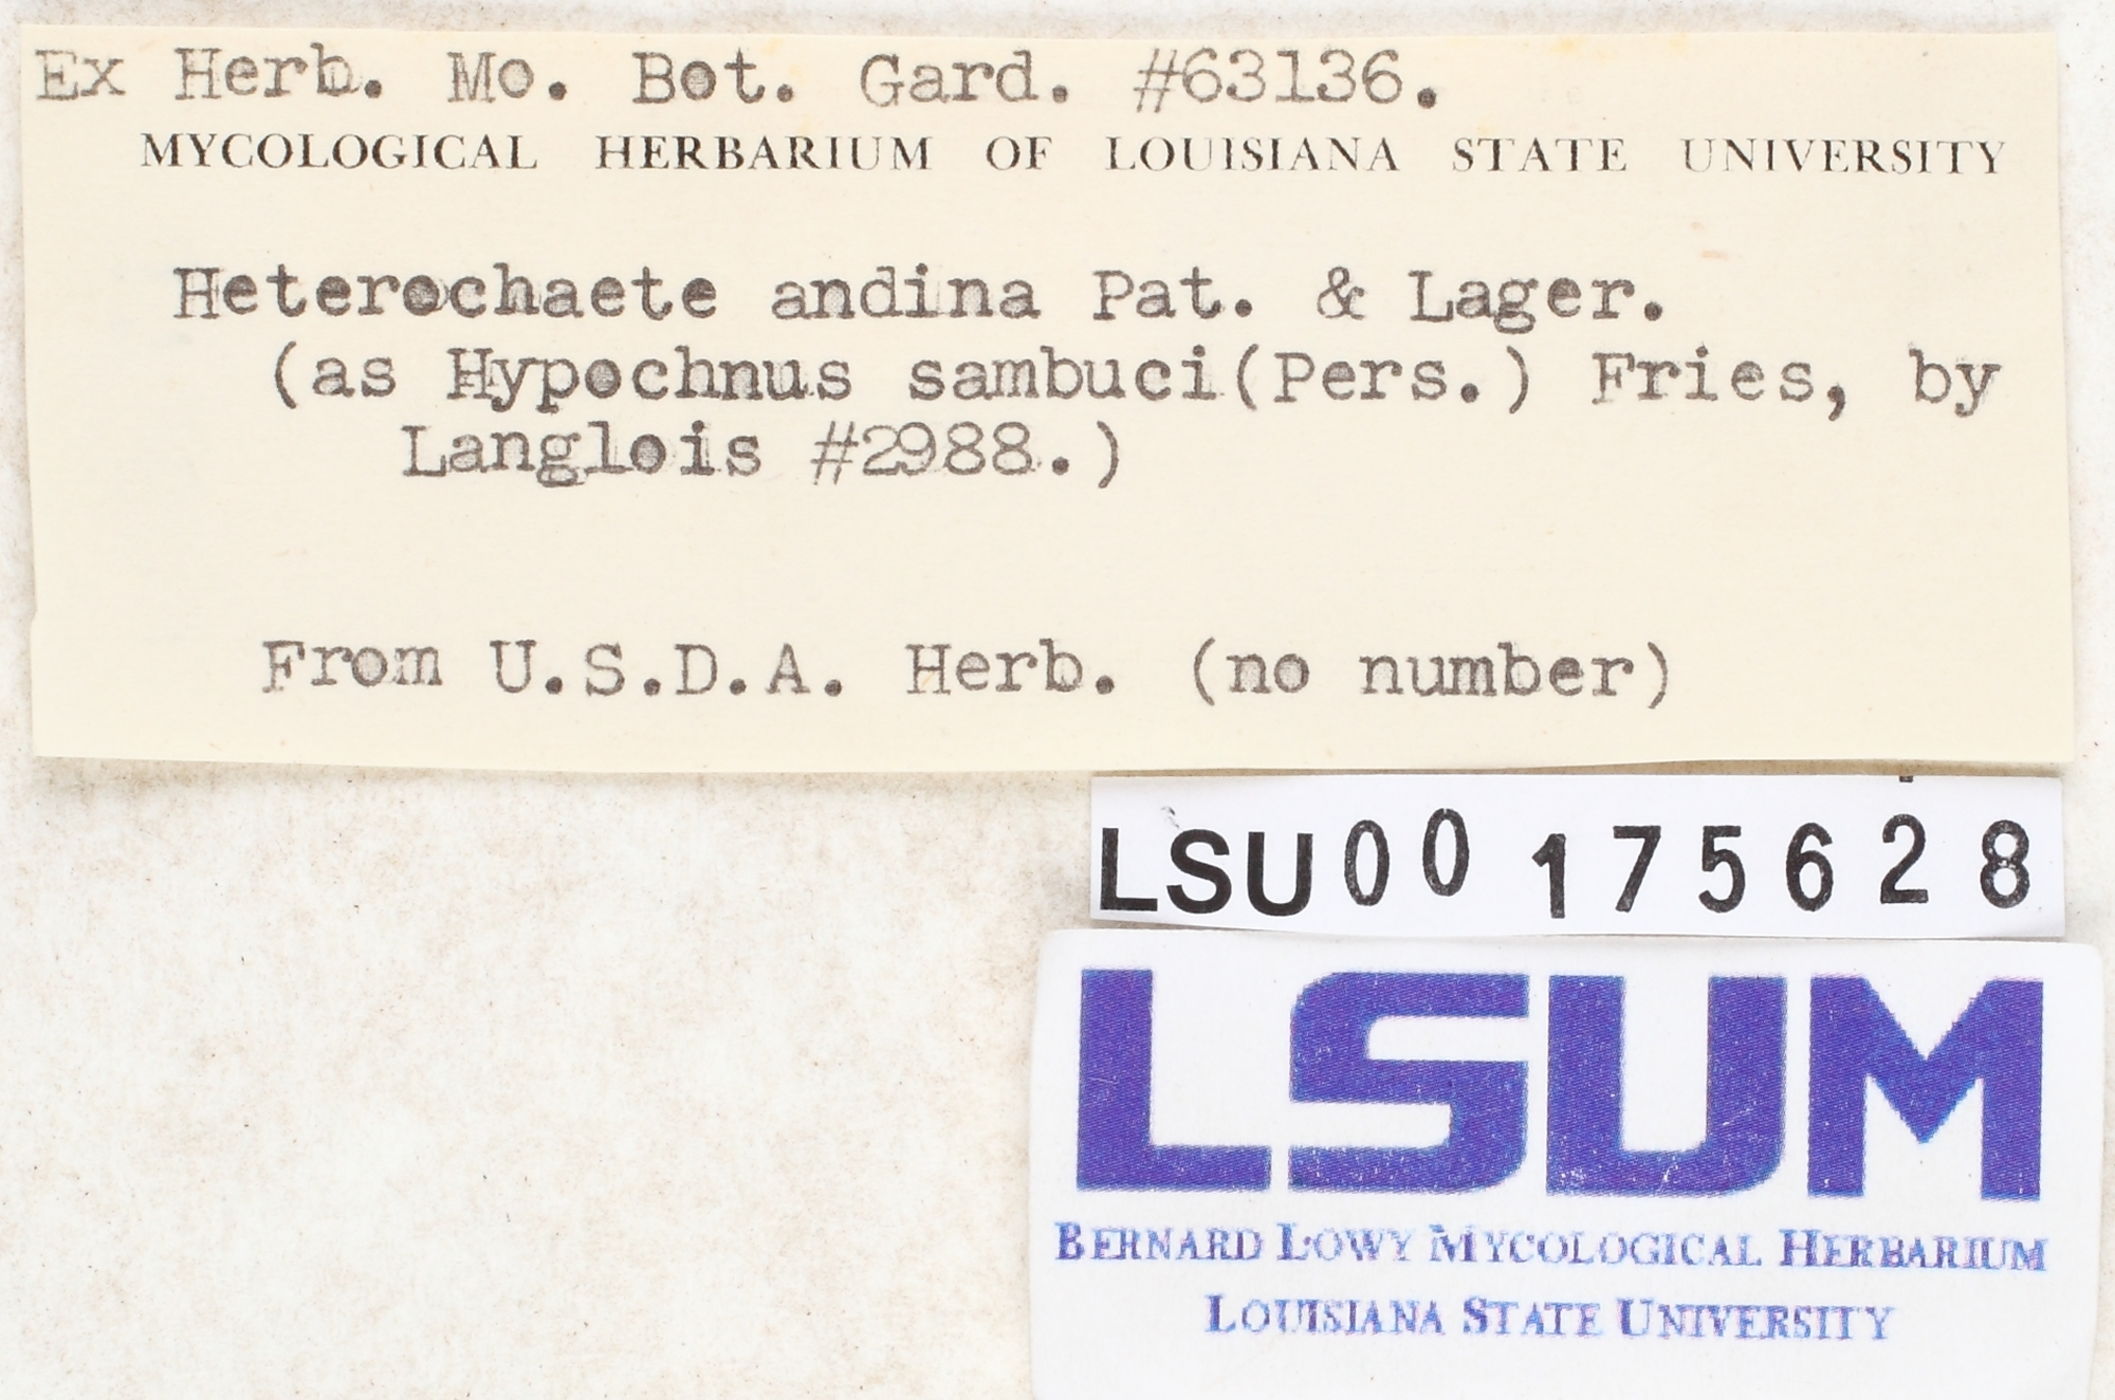 Ex Herb. Mo. Bot. Gard. #63136.
MYCOLOGICAL HERBARIUM OF LOUISIANA STATE UNIVERSITY
Heterochaete andina Pat. & Lager.
(as Hypochnus sambuci(Pers.) Fries, by
Langlois #2988.)
From U.S.D.A. Herb. (no number)
LSU00175628
LSUM
BERNARD LOWY MYCOLOGICAL HERBARIUM
LOUISIANA STATE UNIVERSITY